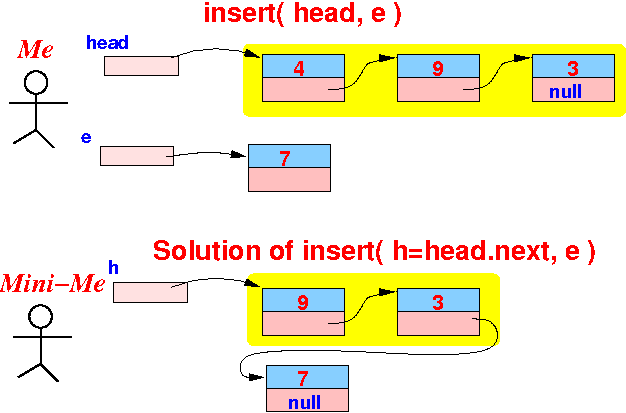 insert( head, e )
Me
head
4 9 3
null
e
7
Solution of insert( h=head.next, e )
h
Mini-Me
9 3
7
null